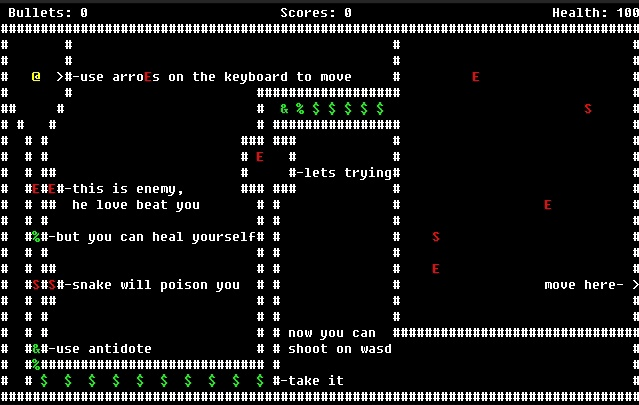 Bullets: 0 Scores: 0 Health: 100
-use arroEs on the keyboard to move
-lets trying
-this is enemy,
he love beat you
-but you can heal yourself
-snake will poison you
move here- >
now you can
shoot on wasd
-use antidote
-take it